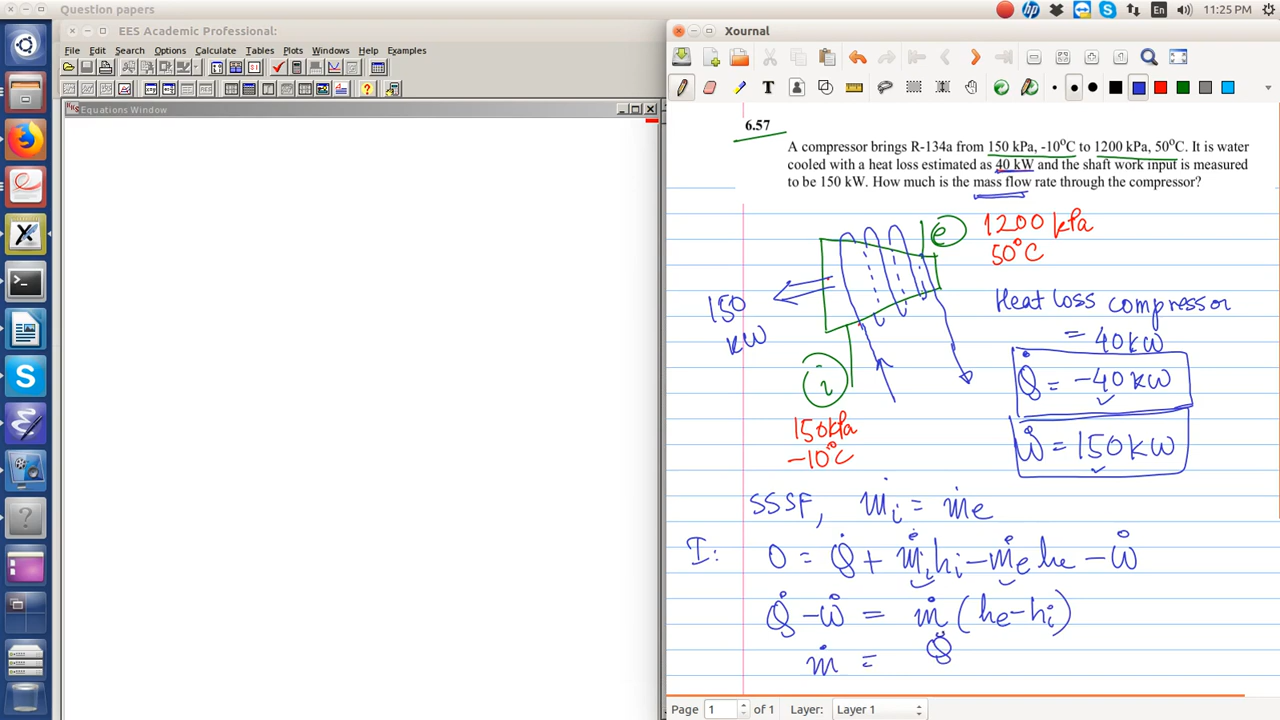 Question papers
En
11:25 PM
EES Academic Professional:
File Edit Search Options Calculate Tables Plots Windows Help Examples
Equations Window
Xournal
6.57
A compressor brings R-134a from 150 kPa, -10°C to 1200 kPa, 50°C. It is water
cooled with a heat loss estimated as 40 kW and the shaft work input is measured
to be 150 kW. How much is the mass flow rate through the compressor?
e
1200 kPa
50°C
150
kW
Heat loss compressor
= 40 kW
Q̇ = -40 kW
i
150 kPa
-10°C
Ẇ = 150 kW
SSSF, ṁi = ṁe
I: 0 = Q̇ + ṁi hi - ṁe he - Ẇ
Q̇ - Ẇ = ṁ (he - hi)
ṁ = Q̇
Page 1 of 1 Layer: Layer 1